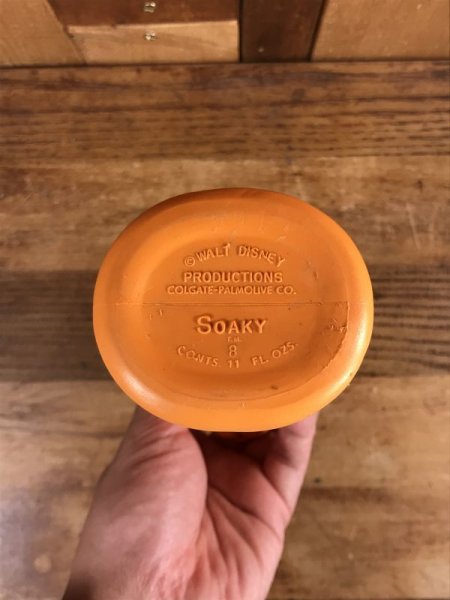 ©WALT DISNEY
PRODUCTIONS
COLGATE-PALMOLIVE CO.
SOAKY
T.M.
8
CONTS. 11 FL. OZS.